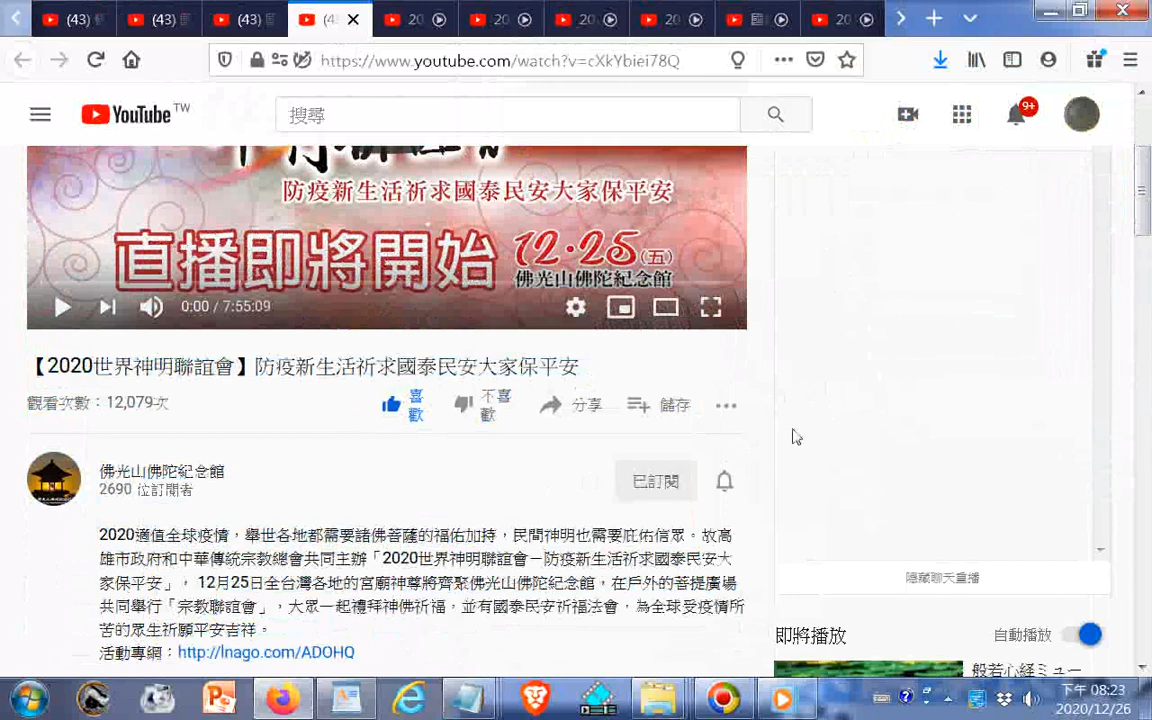 (43)
(43)
(43)
(4
20
20
20
20
20
https://www.youtube.com/watch?v=cXkYbiei78Q
YouTube TW
搜尋
9+
防疫新生活祈求國泰民安大家保平安
直播即將開始
12·25(五)
佛光山佛陀紀念館
0:00 / 7:55:09
【2020世界神明聯誼會】防疫新生活祈求國泰民安大家保平安
觀看次數：12,079次
喜歡
不喜歡
分享
儲存
佛光山佛陀紀念館
2690 位訂閱者
已訂閱
2020適值全球疫情，舉世各地都需要諸佛菩薩的福佑加持，民間神明也需要庇佑信眾。故高
雄市政府和中華傳統宗教總會共同主辦「2020世界神明聯誼會－防疫新生活祈求國泰民安大
家保平安」， 12月25日全台灣各地的宮廟神尊將齊聚佛光山佛陀紀念館，在戶外的菩提廣場
共同舉行「宗教聯誼會」，大眾一起禮拜神佛祈福，並有國泰民安祈福法會，為全球受疫情所
苦的眾生祈願平安吉祥。
活動專網：http://lnago.com/ADOHQ
隱藏聊天重播
即將播放
自動播放
般若心経ミュー
下午 08:23
2020/12/26